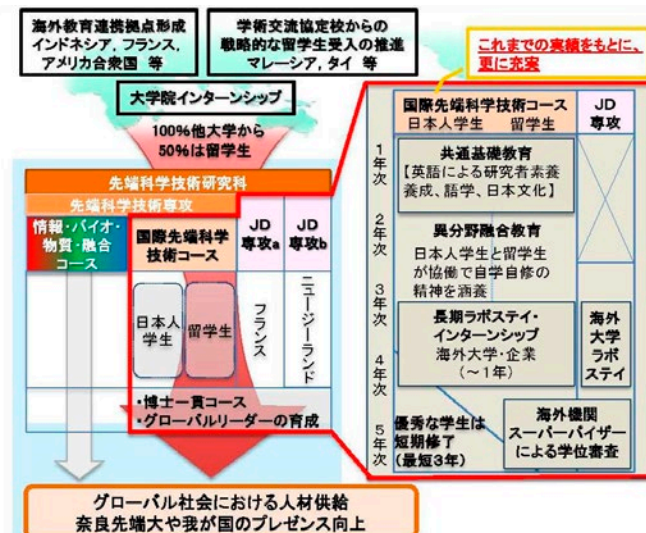 海外教育連携拠点形成
インドネシア, フランス,
アメリカ合衆国　等
学術交流協定校からの
戦略的な留学生受入の推進
マレーシア, タイ　等
大学院インターンシップ
100%他大学から
50%は留学生
先端科学技術研究科
先端科学技術専攻
情報・バイオ・
物質・融合
コース
国際先端科学
技術コース
JD
専攻a
JD
専攻b
日本人
学生
留学生
フランス
ニュージーランド
・博士一貫コース
・グローバルリーダーの育成
グローバル社会における人材供給
奈良先端大や我が国のプレゼンス向上
これまでの実績をもとに、
更に充実
国際先端科学技術コース
日本人学生　留学生
JD
専攻
1年次
2年次
3年次
4年次
5年次
共通基礎教育
【英語による研究者素養
養成、語学、日本文化】
異分野融合教育
日本人学生と留学生
が協働で自学自修の
精神を涵養
長期ラボステイ・
インターンシップ
海外大学・企業
（～1年）
海外
大学
ラボ
ステイ
優秀な学生は
短期修了
（最短3年）
海外機関
スーパーバイザー
による学位審査